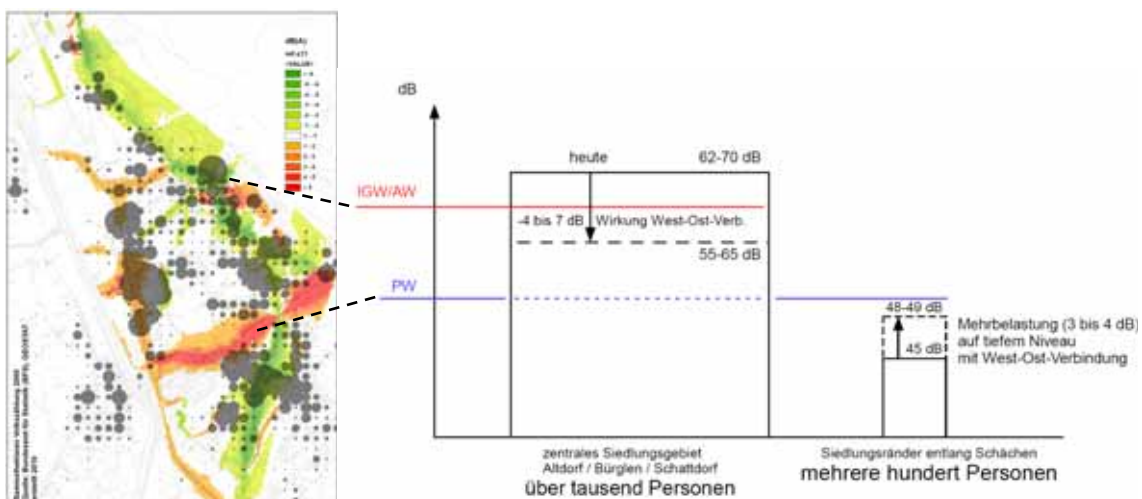 dB(A)
dB
heute
62-70 dB
IGW/AW
-4 bis 7 dB
Wirkung West-Ost-Verb.
55-65 dB
PW
48-49 dB
45 dB
Mehrbelastung (3 bis 4 dB)
auf tiefem Niveau
mit West-Ost-Verbindung
zentrales Siedlungsgebiet
Altdorf / Bürglen / Schattdorf
über tausend Personen
Siedlungsränder entlang Schächen
mehrere hundert Personen